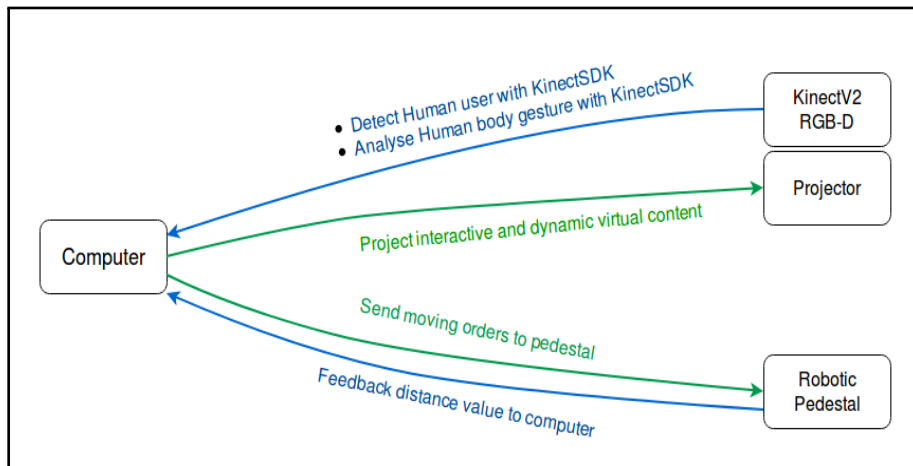 • Detect Human user with KinectSDK
• Analyse Human body gesture with KinectSDK
KinectV2
RGB-D
Projector
Project interactive and dynamic virtual content
Computer
Send moving orders to pedestal
Feedback distance value to computer
Robotic
Pedestal